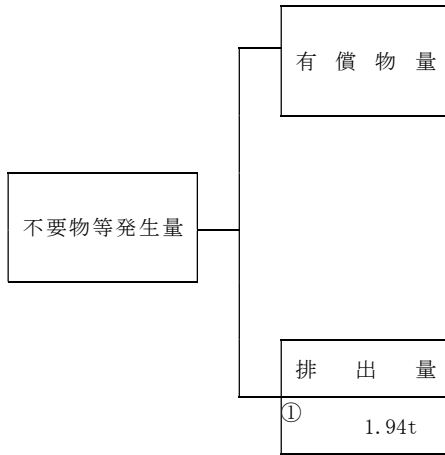 有償物量
不要物等発生量
排出量
①
1.94t